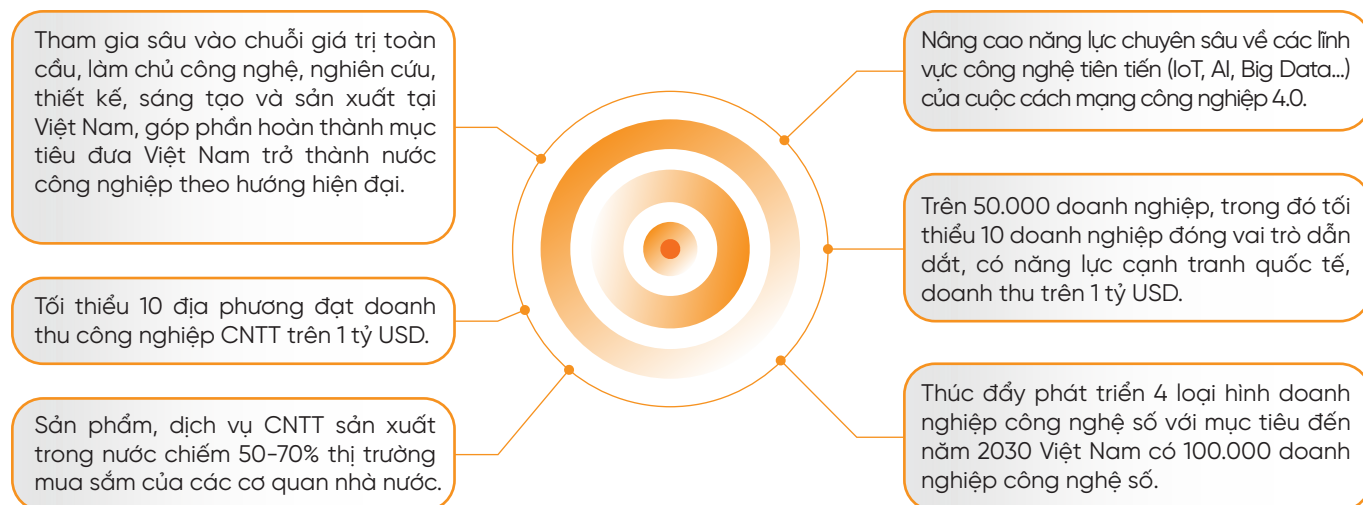 Tham gia sâu vào chuỗi giá trị toàn
cầu, làm chủ công nghệ, nghiên cứu,
thiết kế, sáng tạo và sản xuất tại
Việt Nam, góp phần hoàn thành mục
tiêu đưa Việt Nam trở thành nước
công nghiệp theo hướng hiện đại.
Tối thiểu 10 địa phương đạt doanh
thu công nghiệp CNTT trên 1 tỷ USD.
Sản phẩm, dịch vụ CNTT sản xuất
trong nước chiếm 50-70% thị trường
mua sắm của các cơ quan nhà nước.
Nâng cao năng lực chuyên sâu về các lĩnh
vực công nghệ tiên tiến (IoT, AI, Big Data...)
của cuộc cách mạng công nghiệp 4.0.
Trên 50.000 doanh nghiệp, trong đó tối
thiểu 10 doanh nghiệp đóng vai trò dẫn
dắt, có năng lực cạnh tranh quốc tế,
doanh thu trên 1 tỷ USD.
Thúc đẩy phát triển 4 loại hình doanh
nghiệp công nghệ số với mục tiêu đến
năm 2030 Việt Nam có 100.000 doanh
nghiệp công nghệ số.